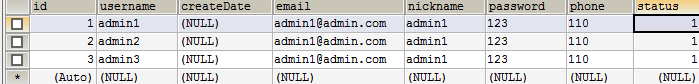 id username createDate email nickname password phone status
1 admin1 (NULL) admin1@admin.com admin1 123 110 1
2 admin2 (NULL) admin1@admin.com admin1 123 110 1
3 admin3 (NULL) admin1@admin.com admin1 123 110 1
* (Auto) (NULL) (NULL) (NULL) (NULL) (NULL) (NULL) (NULL)